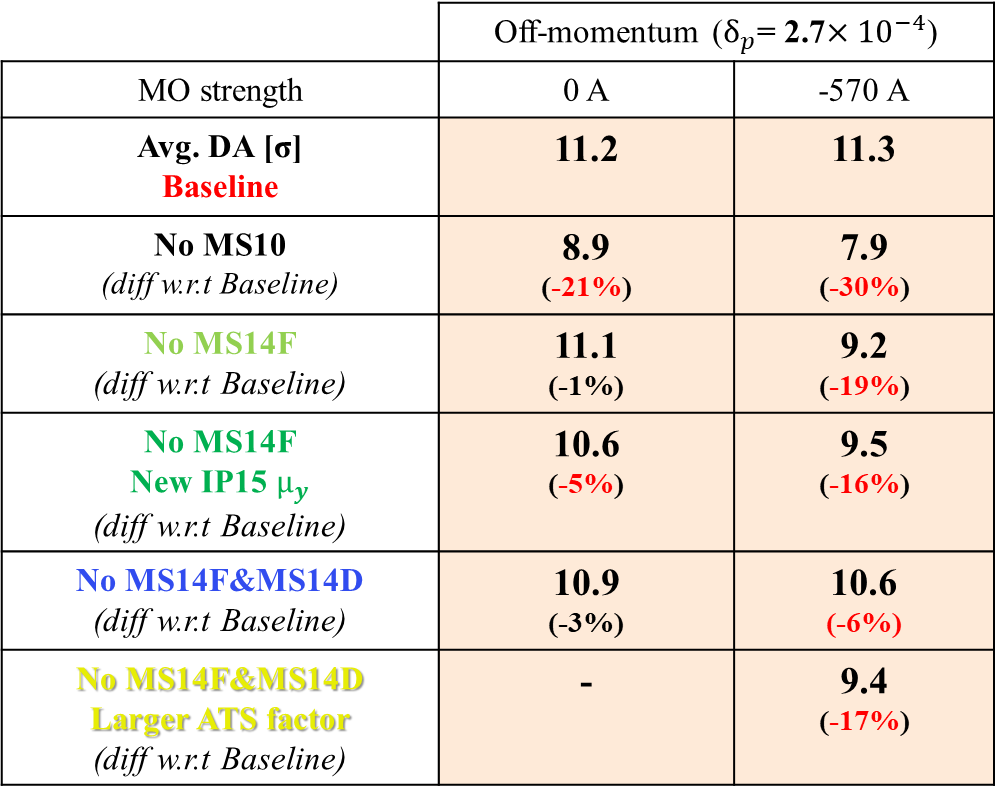 Off-momentum (δₚ= 2.7× 10⁻⁴)
MO strength 0 A -570 A
Avg. DA [σ] 11.2 11.3
Baseline
No MS10 8.9 7.9
(diff w.r.t Baseline) (-21%) (-30%)
No MS14F 11.1 9.2
(diff w.r.t Baseline) (-1%) (-19%)
No MS14F 10.6 9.5
New IP15 μ_y (-5%) (-16%)
(diff w.r.t Baseline)
No MS14F&MS14D 10.9 10.6
(diff w.r.t Baseline) (-3%) (-6%)
No MS14F&MS14D - 9.4
Larger ATS factor (-17%)
(diff w.r.t Baseline)